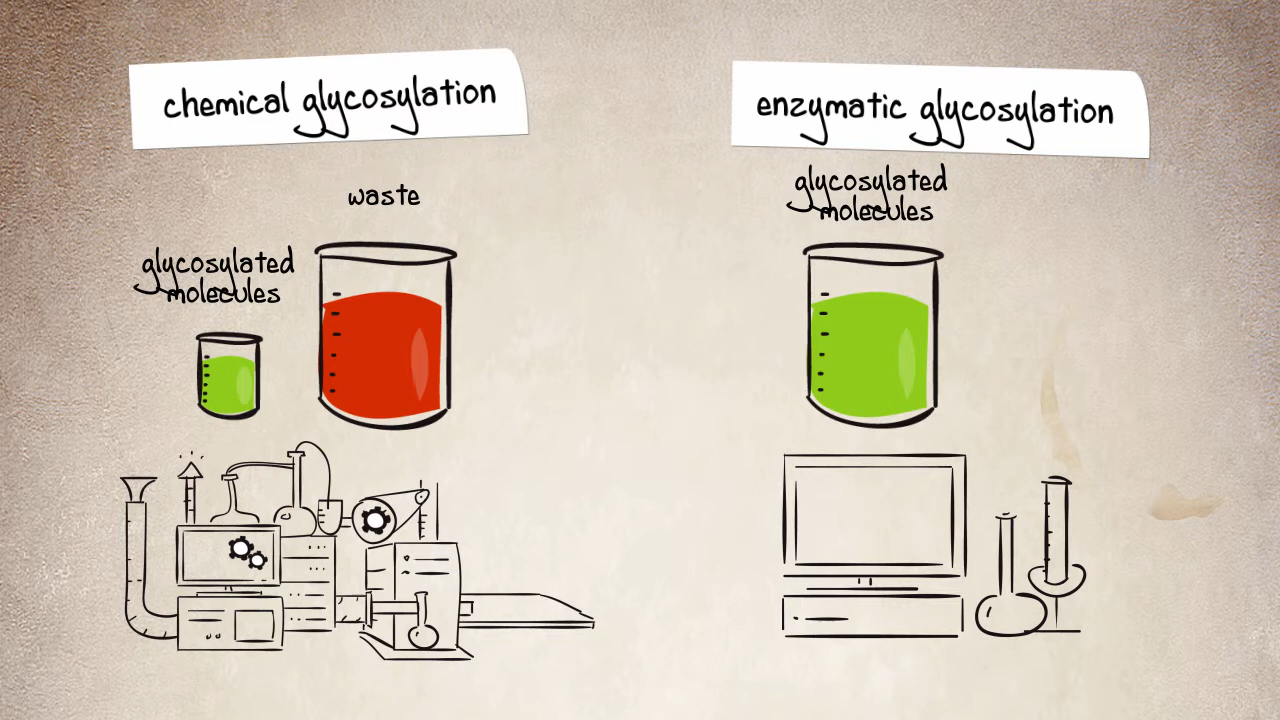 chemical glycosylation
enzymatic glycosylation
waste
glycosylated
molecules
glycosylated
molecules